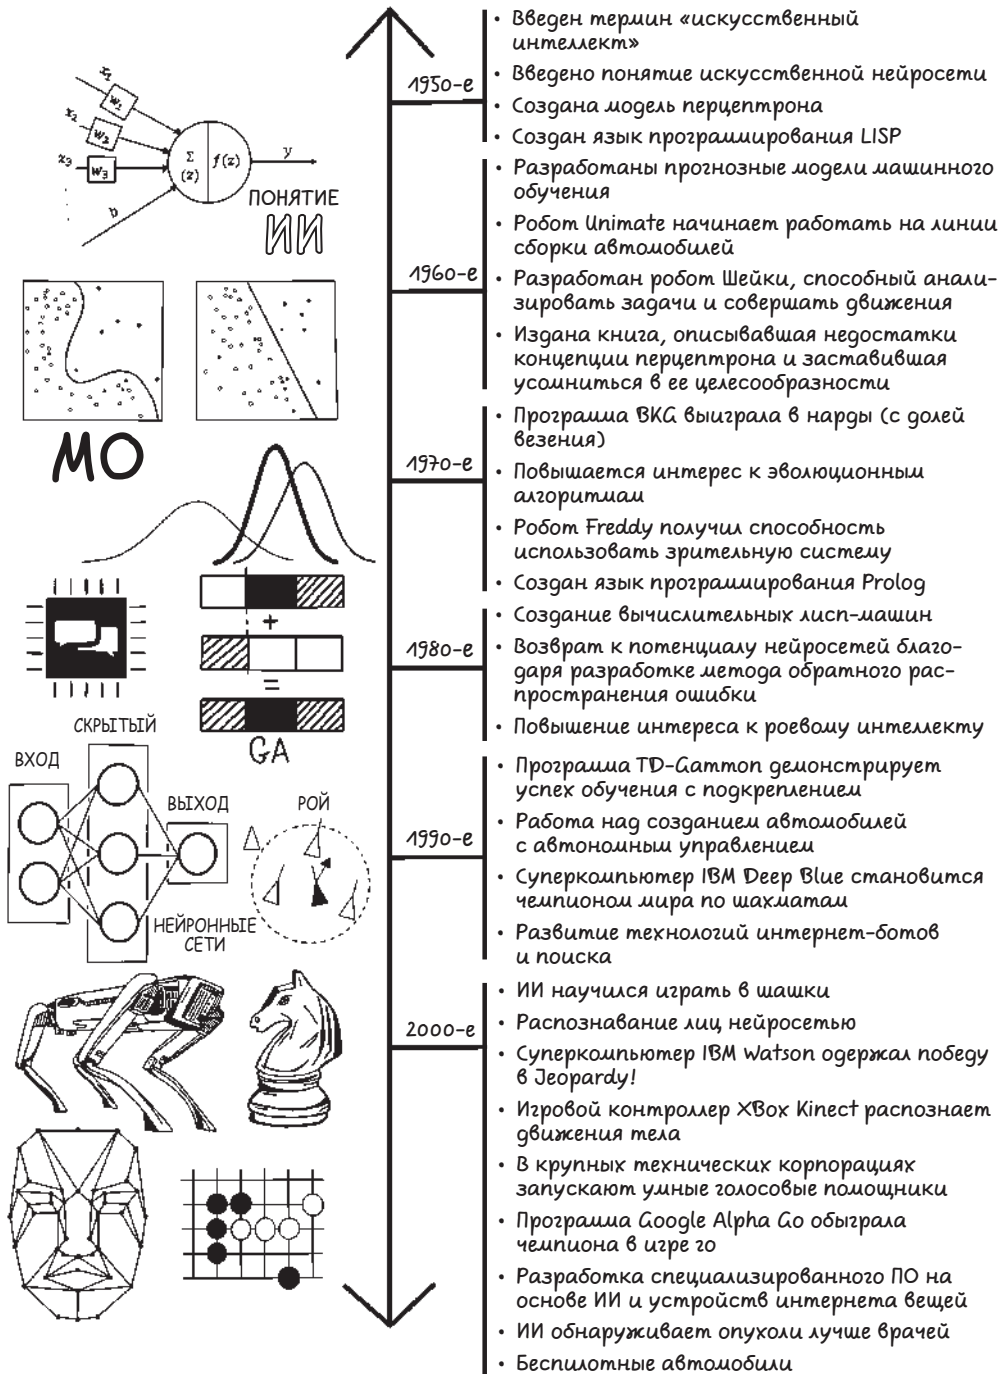 • Введен термин «искусственный
интеллект»
• Введено понятие искусственной нейросети
• Создана модель перцептрона
• Создан язык программирования LISP
1950-е
x₁
w₁
x₂
w₂
x₃
w₃
b
Σ
(z)
f(z)
y
ПОНЯТИЕ
ИИ
• Разработаны прогнозные модели машинного
обучения
• Робот Unimate начинает работать на линии
сборки автомобилей
• Разработан робот Шейки, способный анали-
зировать задачи и совершать движения
• Издана книга, описывавшая недостатки
концепции перцептрона и заставившая
усомниться в ее целесообразности
1960-е
МО
• Программа BKG выиграла в нарды (с долей
везения)
• Повышается интерес к эволюционным
алгоритмам
• Робот Freddy получил способность
использовать зрительную систему
• Создан язык программирования Prolog
1970-е
• Создание вычислительных лисп-машин
• Возврат к потенциалу нейросетей благо-
даря разработке метода обратного рас-
пространения ошибки
• Повышение интереса к роевому интеллекту
1980-е
+
=
GA
• Программа TD-Gammon демонстрирует
успех обучения с подкреплением
• Работа над созданием автомобилей
с автономным управлением
• Суперкомпьютер IBM Deep Blue становится
чемпионом мира по шахматам
• Развитие технологий интернет-ботов
и поиска
1990-е
СКРЫТЫЙ
ВХОД
ВЫХОД
РОЙ
НЕЙРОННЫЕ
СЕТИ
• ИИ научился играть в шашки
• Распознавание лиц нейросетью
• Суперкомпьютер IBM Watson одержал победу
в Jeopardy!
• Игровой контроллер XBox Kinect распознает
движения тела
• В крупных технических корпорациях
запускают умные голосовые помощники
• Программа Google Alpha Go обыграла
чемпиона в игре го
• Разработка специализированного ПО на
основе ИИ и устройств интернета вещей
• ИИ обнаруживает опухоли лучше врачей
• Беспилотные автомобили
2000-е